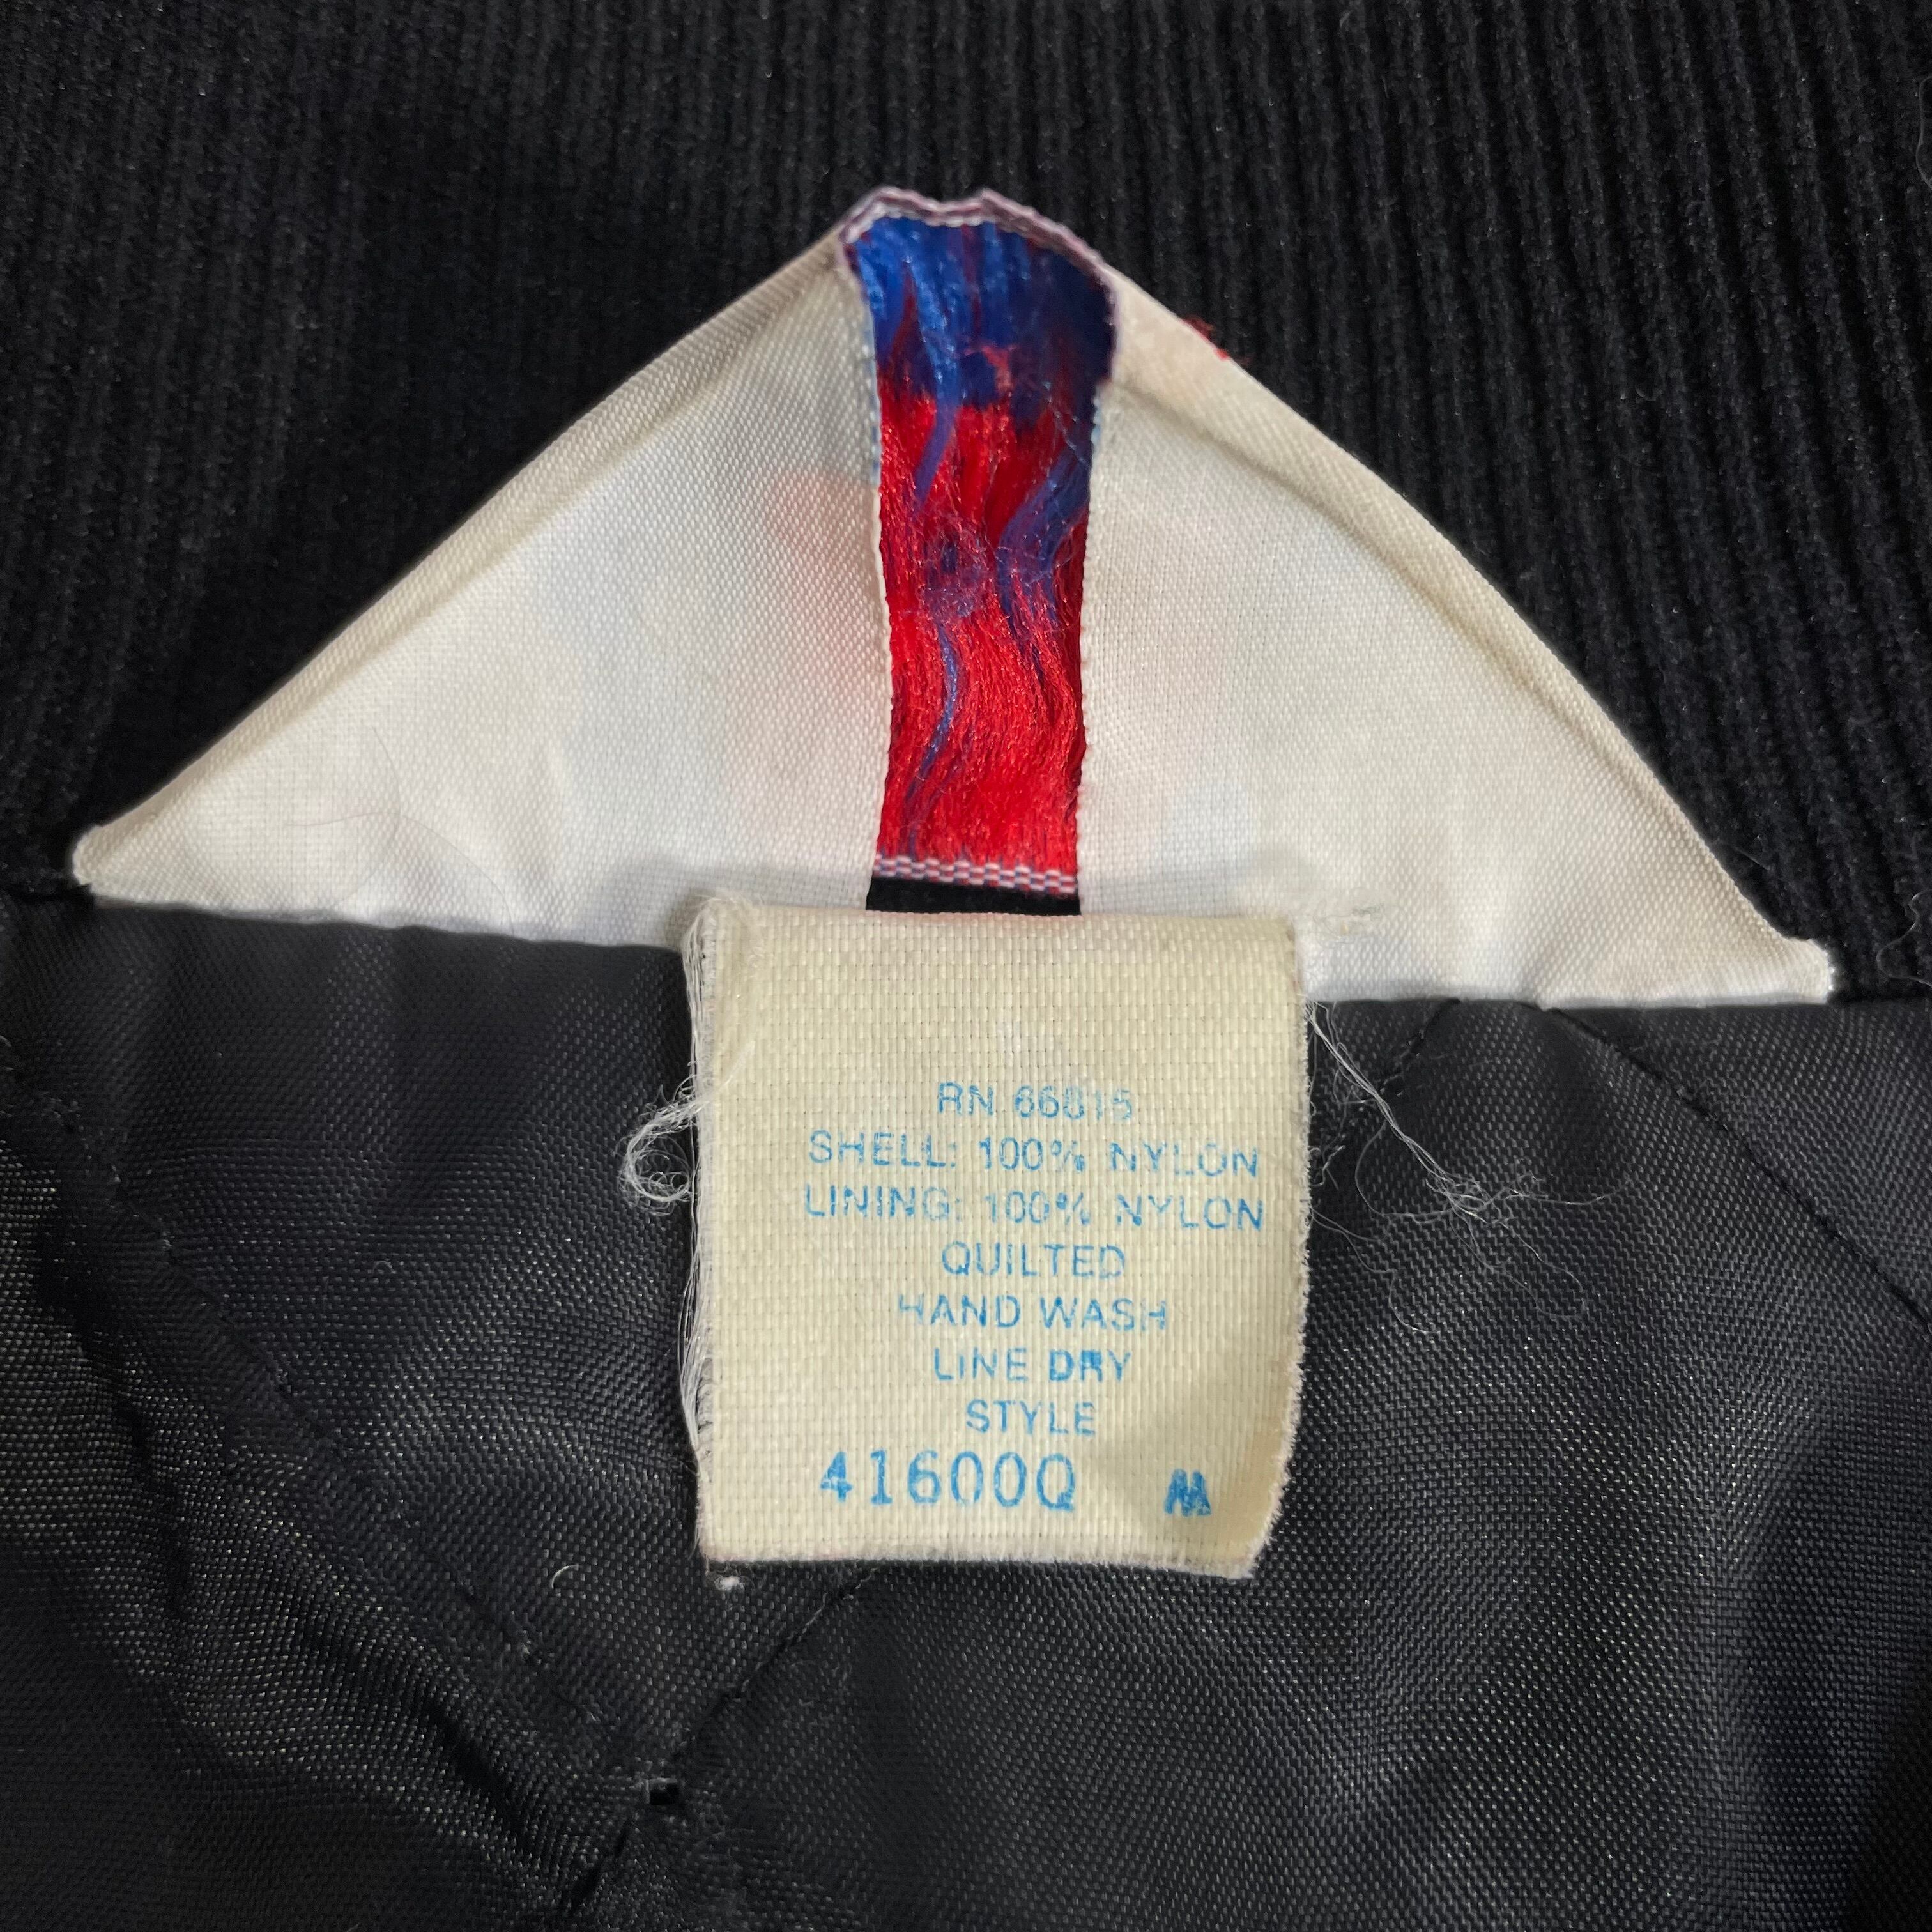 RN 66815
SHELL: 100% NYLON
LINING: 100% NYLON
QUILTED
HAND WASH
LINE DRY
STYLE
41600Q M